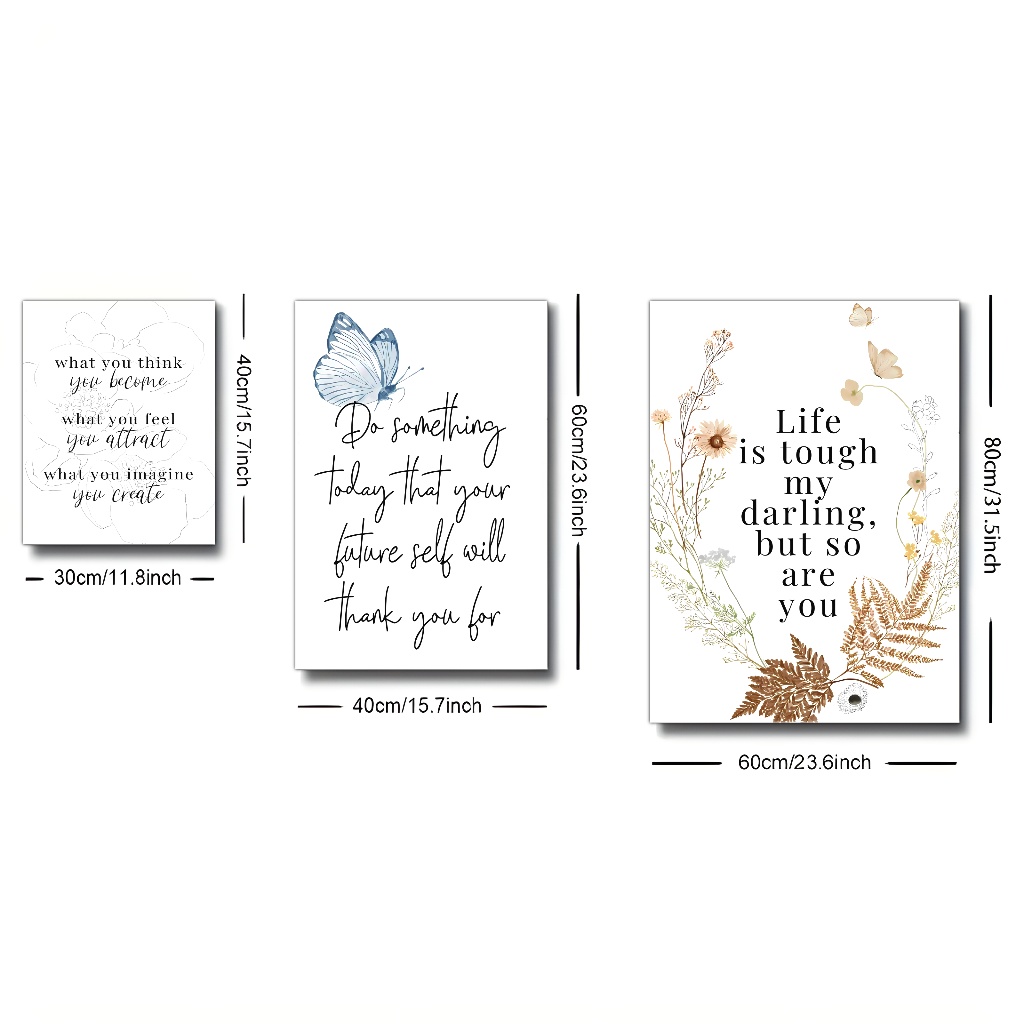 what you think
you become
what you feel
you attract
what you imagine
you create
40cm/15.7inch
30cm/11.8inch
Do something
today that your
future self will
thank you for
60cm/23.6inch
40cm/15.7inch
Life
is tough
my
darling,
but so
are
you
80cm/31.5inch
60cm/23.6inch